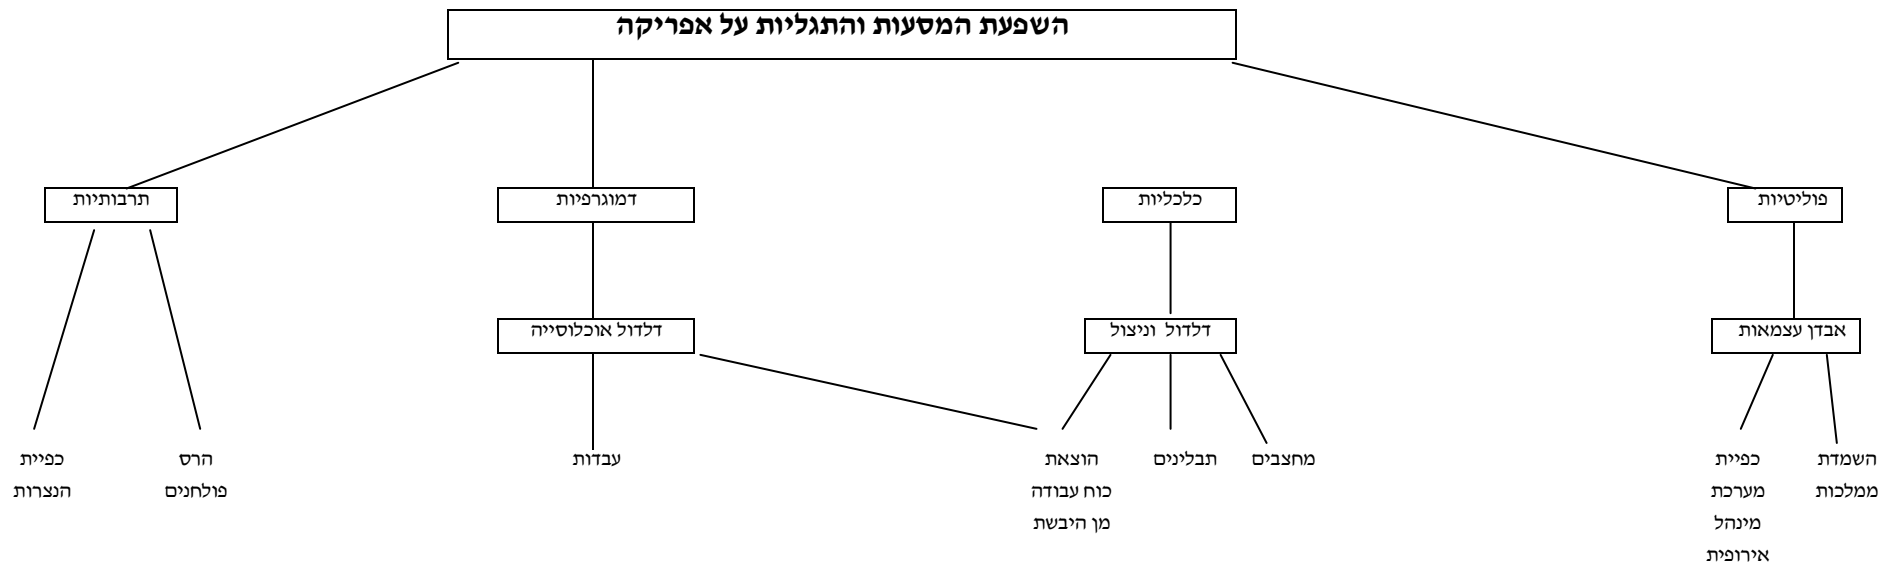 השפעת המסעות והתגליות על אפריקה
פוליטיות
כלכליות
דמוגרפיות
תרבותיות
אבדן עצמאות
דלדול וניצול
דלדול אוכלוסייה
השמדת
ממלכות
כפיית
מערכת
מינהל
אירופית
מחצבים
תבלינים
הוצאת
כוח עבודה
מן היבשת
עבדות
הרס
פולחנים
כפיית
הנצרות